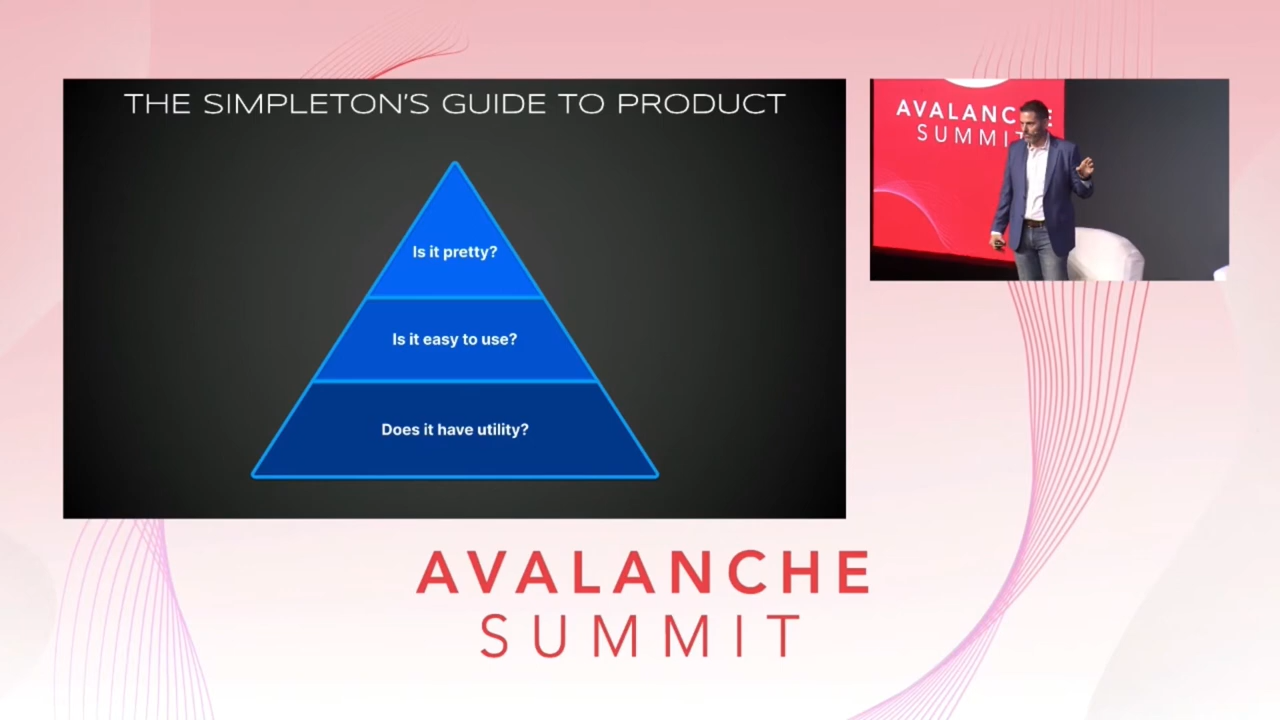 THE SIMPLETON'S GUIDE TO PRODUCT
Is it pretty?
Is it easy to use?
Does it have utility?
AVALANCHE
SUMMIT
AVALANCHE
SUMMIT